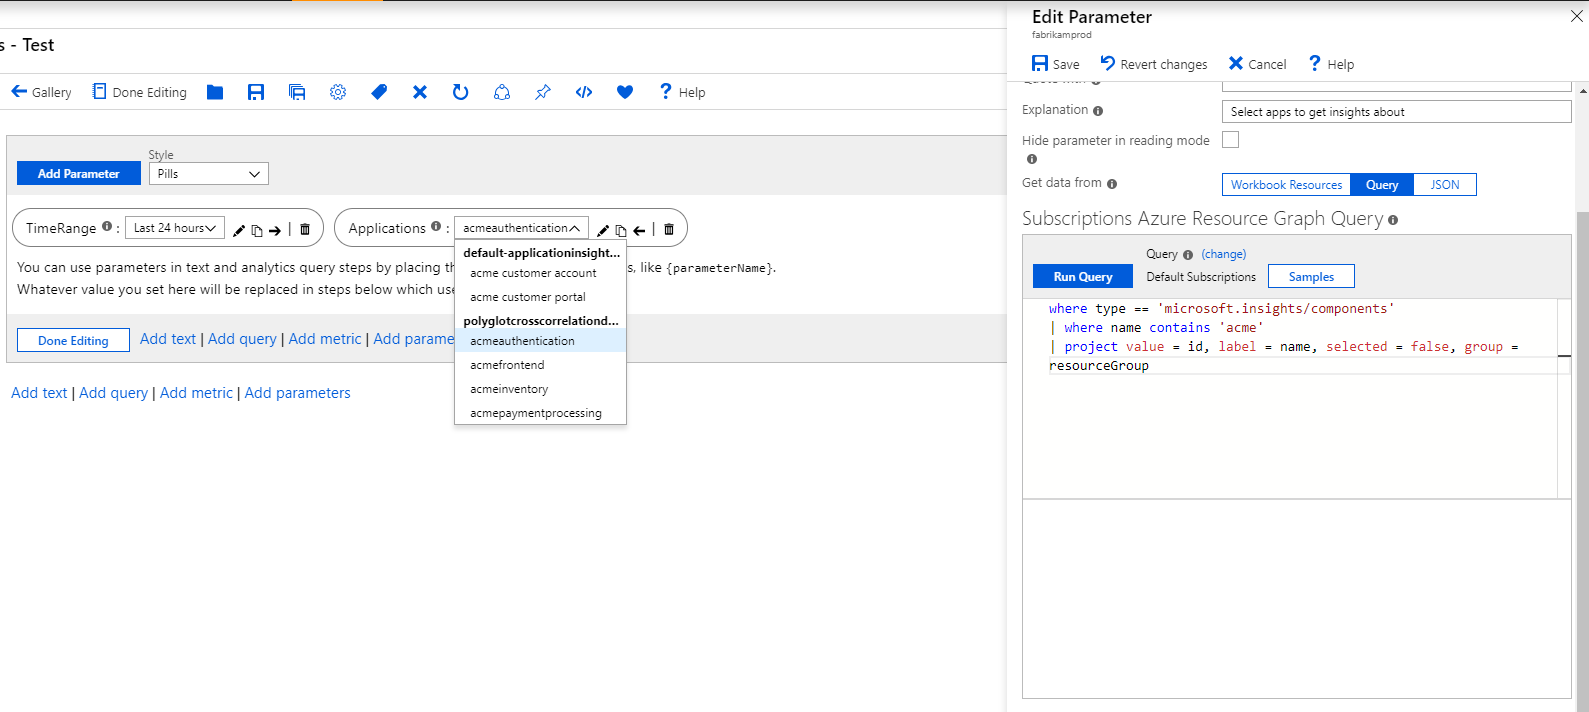 s - Test
Gallery
Done Editing
Help
Add Parameter
Style
Pills
TimeRange
:
Last 24 hours
Applications
:
acmeauthentication
You can use parameters in text and analytics query steps by placing th
s, like {parameterName}.
Whatever value you set here will be replaced in steps below which use
default-applicationinsight...
acme customer account
acme customer portal
polyglotcrosscorrelationd...
acmeauthentication
acmefrontend
acmeinventory
acmepaymentprocessing
Done Editing
Add text | Add query | Add metric | Add parame
Add text | Add query | Add metric | Add parameters
Edit Parameter
fabrikamprod
Save
Revert changes
Cancel
Help
Explanation
Select apps to get insights about
Hide parameter in reading mode
Get data from
Workbook Resources
Query
JSON
Subscriptions Azure Resource Graph Query
Query
(change)
Run Query
Default Subscriptions
Samples
where type == 'microsoft.insights/components'
| where name contains 'acme'
| project value = id, label = name, selected = false, group =
resourceGroup